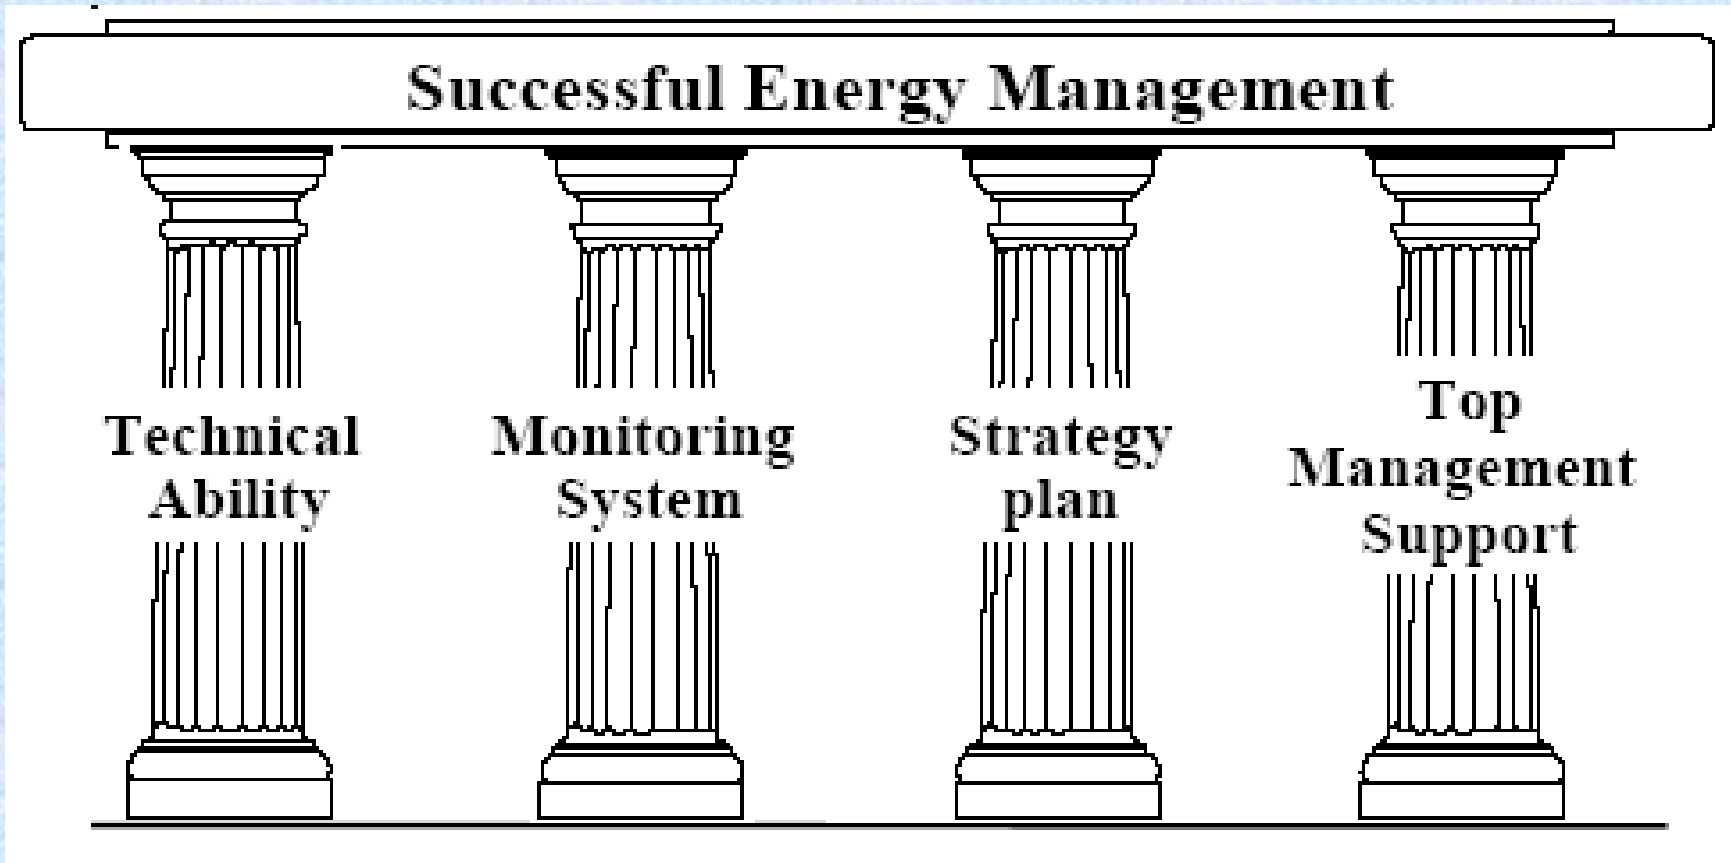 Successful Energy Management
Technical
Ability
Monitoring
System
Strategy
plan
Top
Management
Support